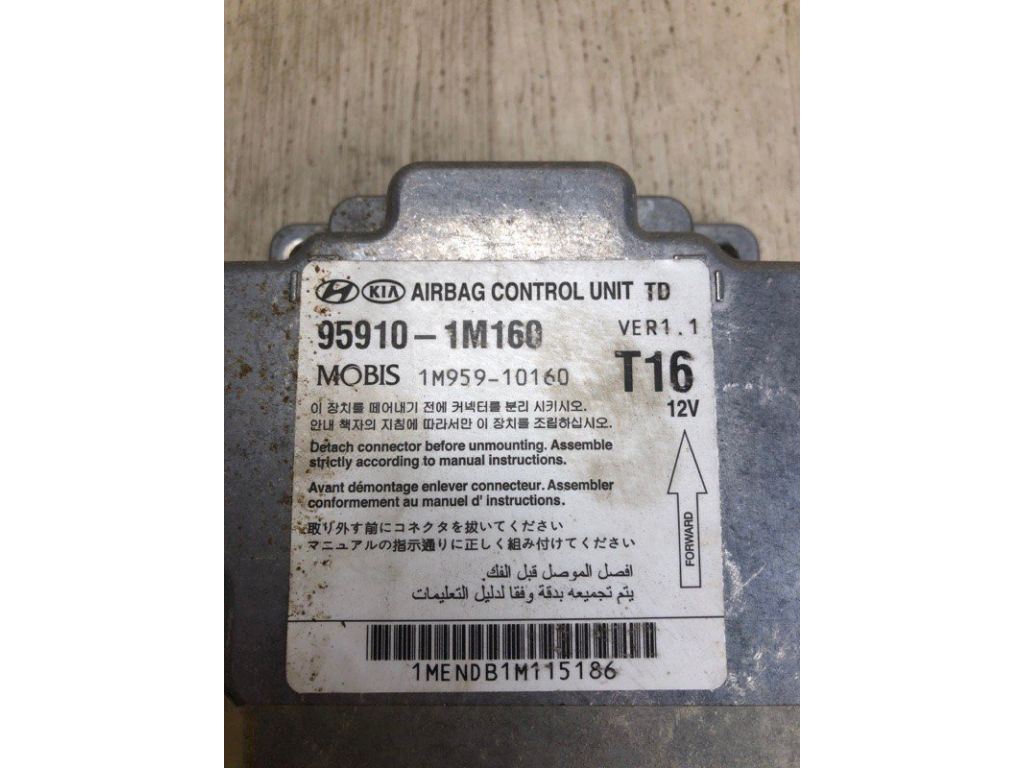 KIA AIRBAG CONTROL UNIT TD
95910-1M160 VER1.1
MOBIS 1M959-10160 T16
12V
이 장치를 떼어내기 전에 커넥터를 분리 시키시오.
안내 책자의 지침에 따라서만 이 장치를 조립하십시오.
Detach connector before unmounting. Assemble
strictly according to manual instructions.
Avant démontage enlever connecteur. Assembler
conformement au manuel d' instructions.
FORWARD
取り外す前にコネクタを抜いてください
マニュアルの指示通りに正しく組み付けてください
افصل الموصل قبل الفك.
يتم تجميعه بدقة وفقا لدليل التعليمات
1MENDB1M115186